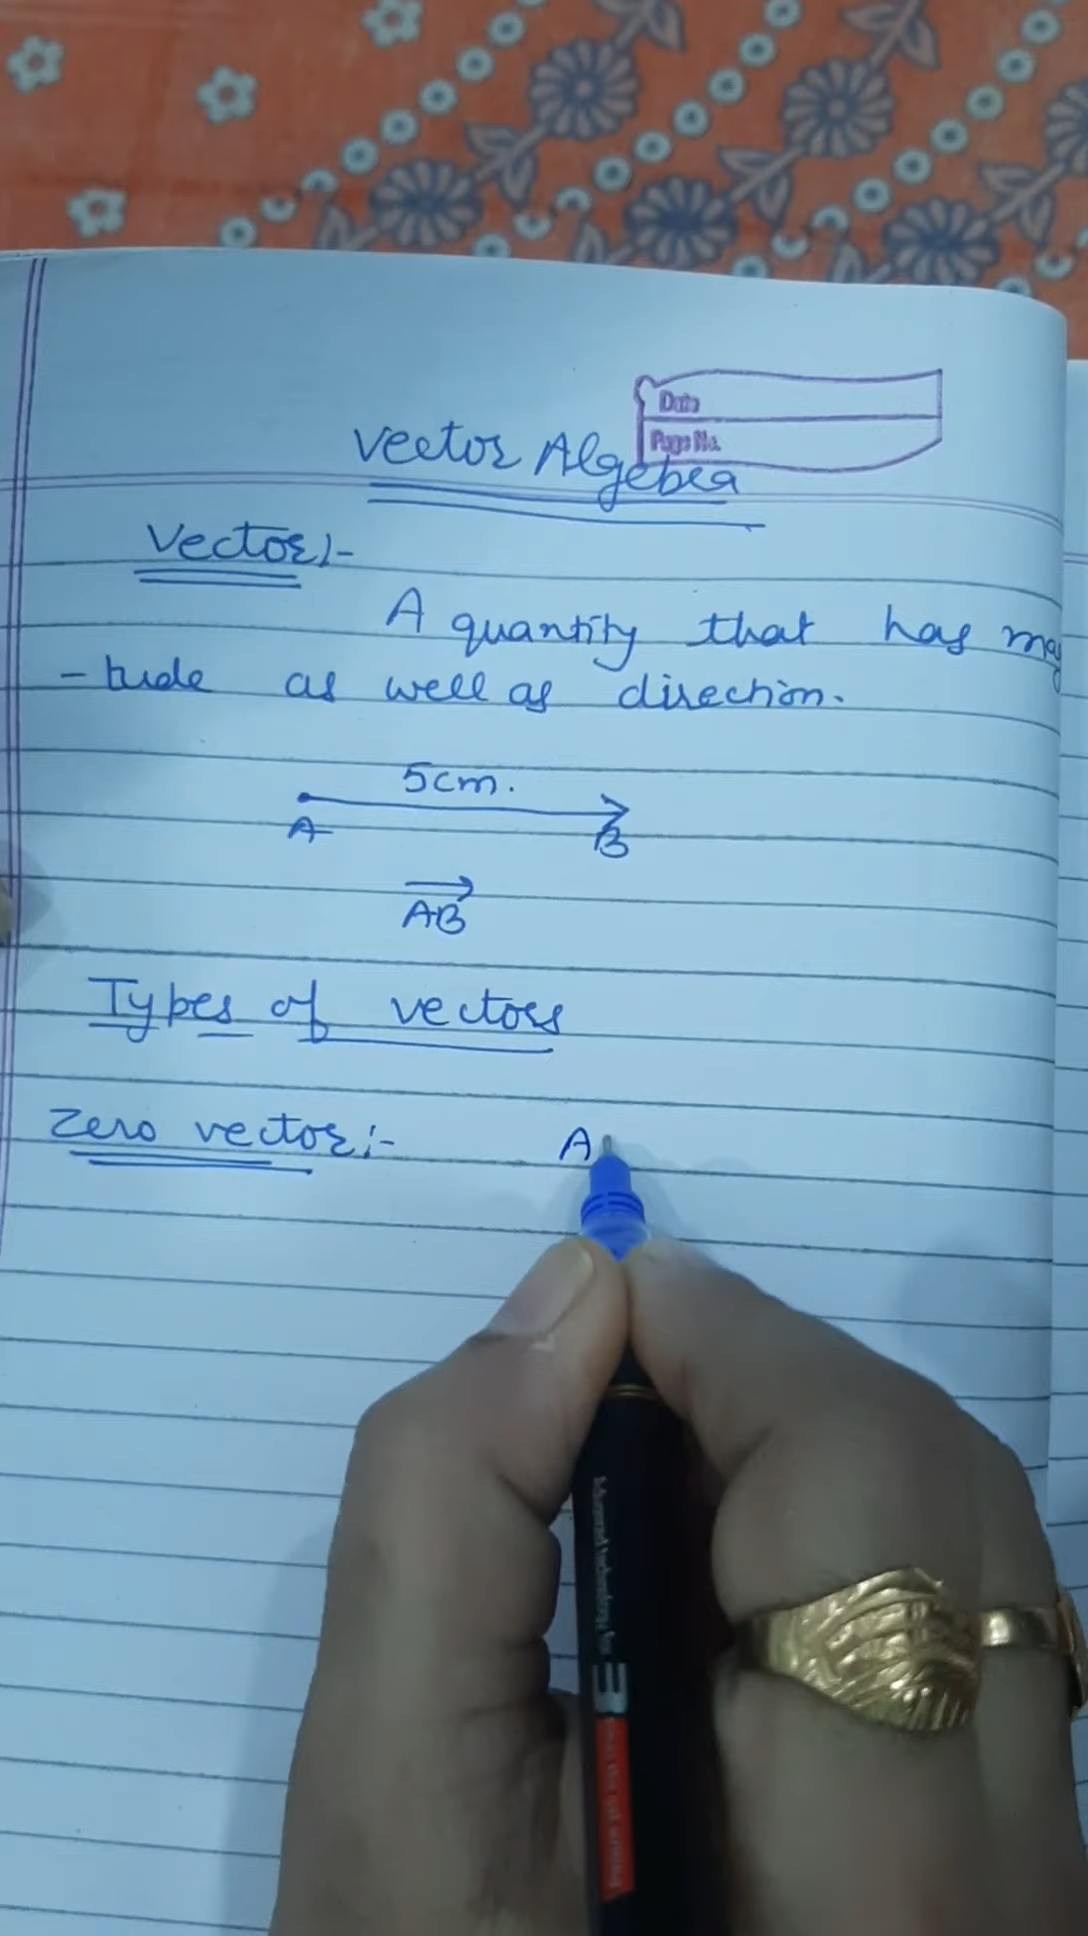 Date
Page No.
Vector Algebra
Vector:-
A quantity that has mag
-tude as well as direction.
5cm.
A B
AB
Types of vectors
Zero vector:- A